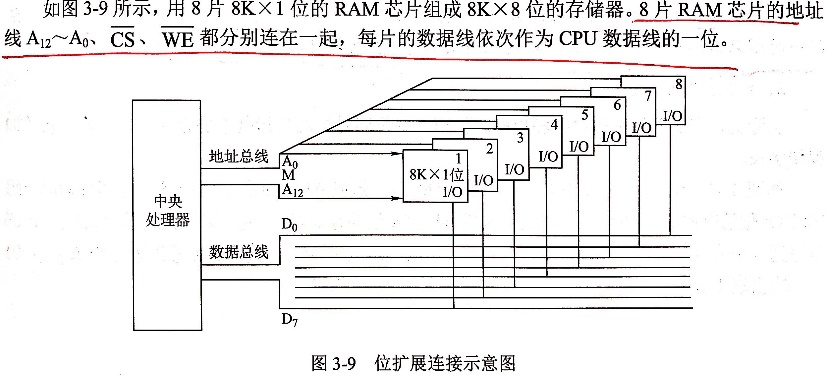 如图 3-9 所示，用 8 片 8K×1 位的 RAM 芯片组成 8K×8 位的存储器。8 片 RAM 芯片的地址
线 A₁₂～A₀、C̅S̅、W̅E̅ 都分别连在一起，每片的数据线依次作为 CPU 数据线的一位。
8
7
I/O
6
I/O
5
I/O
4
I/O
3
I/O
2
I/O
1
8K×1位
I/O
地址总线
A₀
M
A₁₂
中央
处理器
D₀
数据总线
D₇
图 3-9 位扩展连接示意图